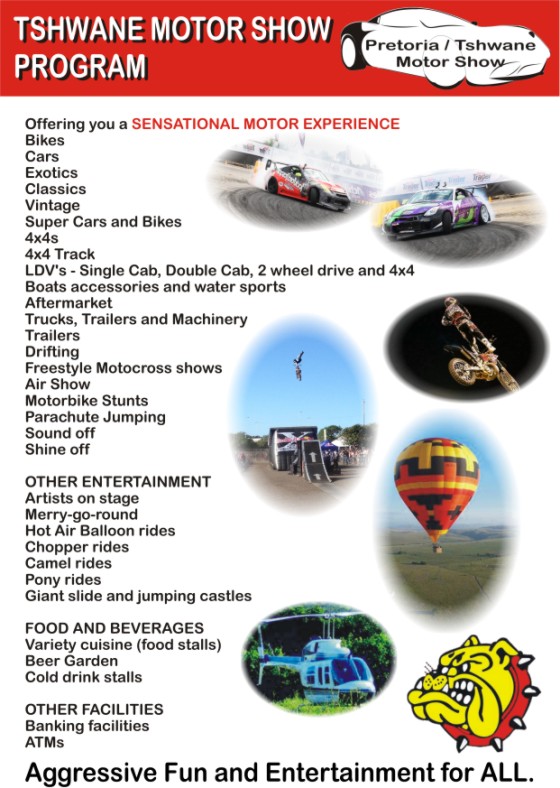 TSHWANE MOTOR SHOW
PROGRAM
Pretoria / Tshwane
Motor Show
Offering you a SENSATIONAL MOTOR EXPERIENCE
Bikes
Cars
Exotics
Classics
Vintage
Super Cars and Bikes
4x4s
4x4 Track
LDV's - Single Cab, Double Cab, 2 wheel drive and 4x4
Boats accessories and water sports
Aftermarket
Trucks, Trailers and Machinery
Trailers
Drifting
Freestyle Motocross shows
Air Show
Motorbike Stunts
Parachute Jumping
Sound off
Shine off
OTHER ENTERTAINMENT
Artists on stage
Merry-go-round
Hot Air Balloon rides
Chopper rides
Camel rides
Pony rides
Giant slide and jumping castles
FOOD AND BEVERAGES
Variety cuisine (food stalls)
Beer Garden
Cold drink stalls
OTHER FACILITIES
Banking facilities
ATMs
Aggressive Fun and Entertainment for ALL.